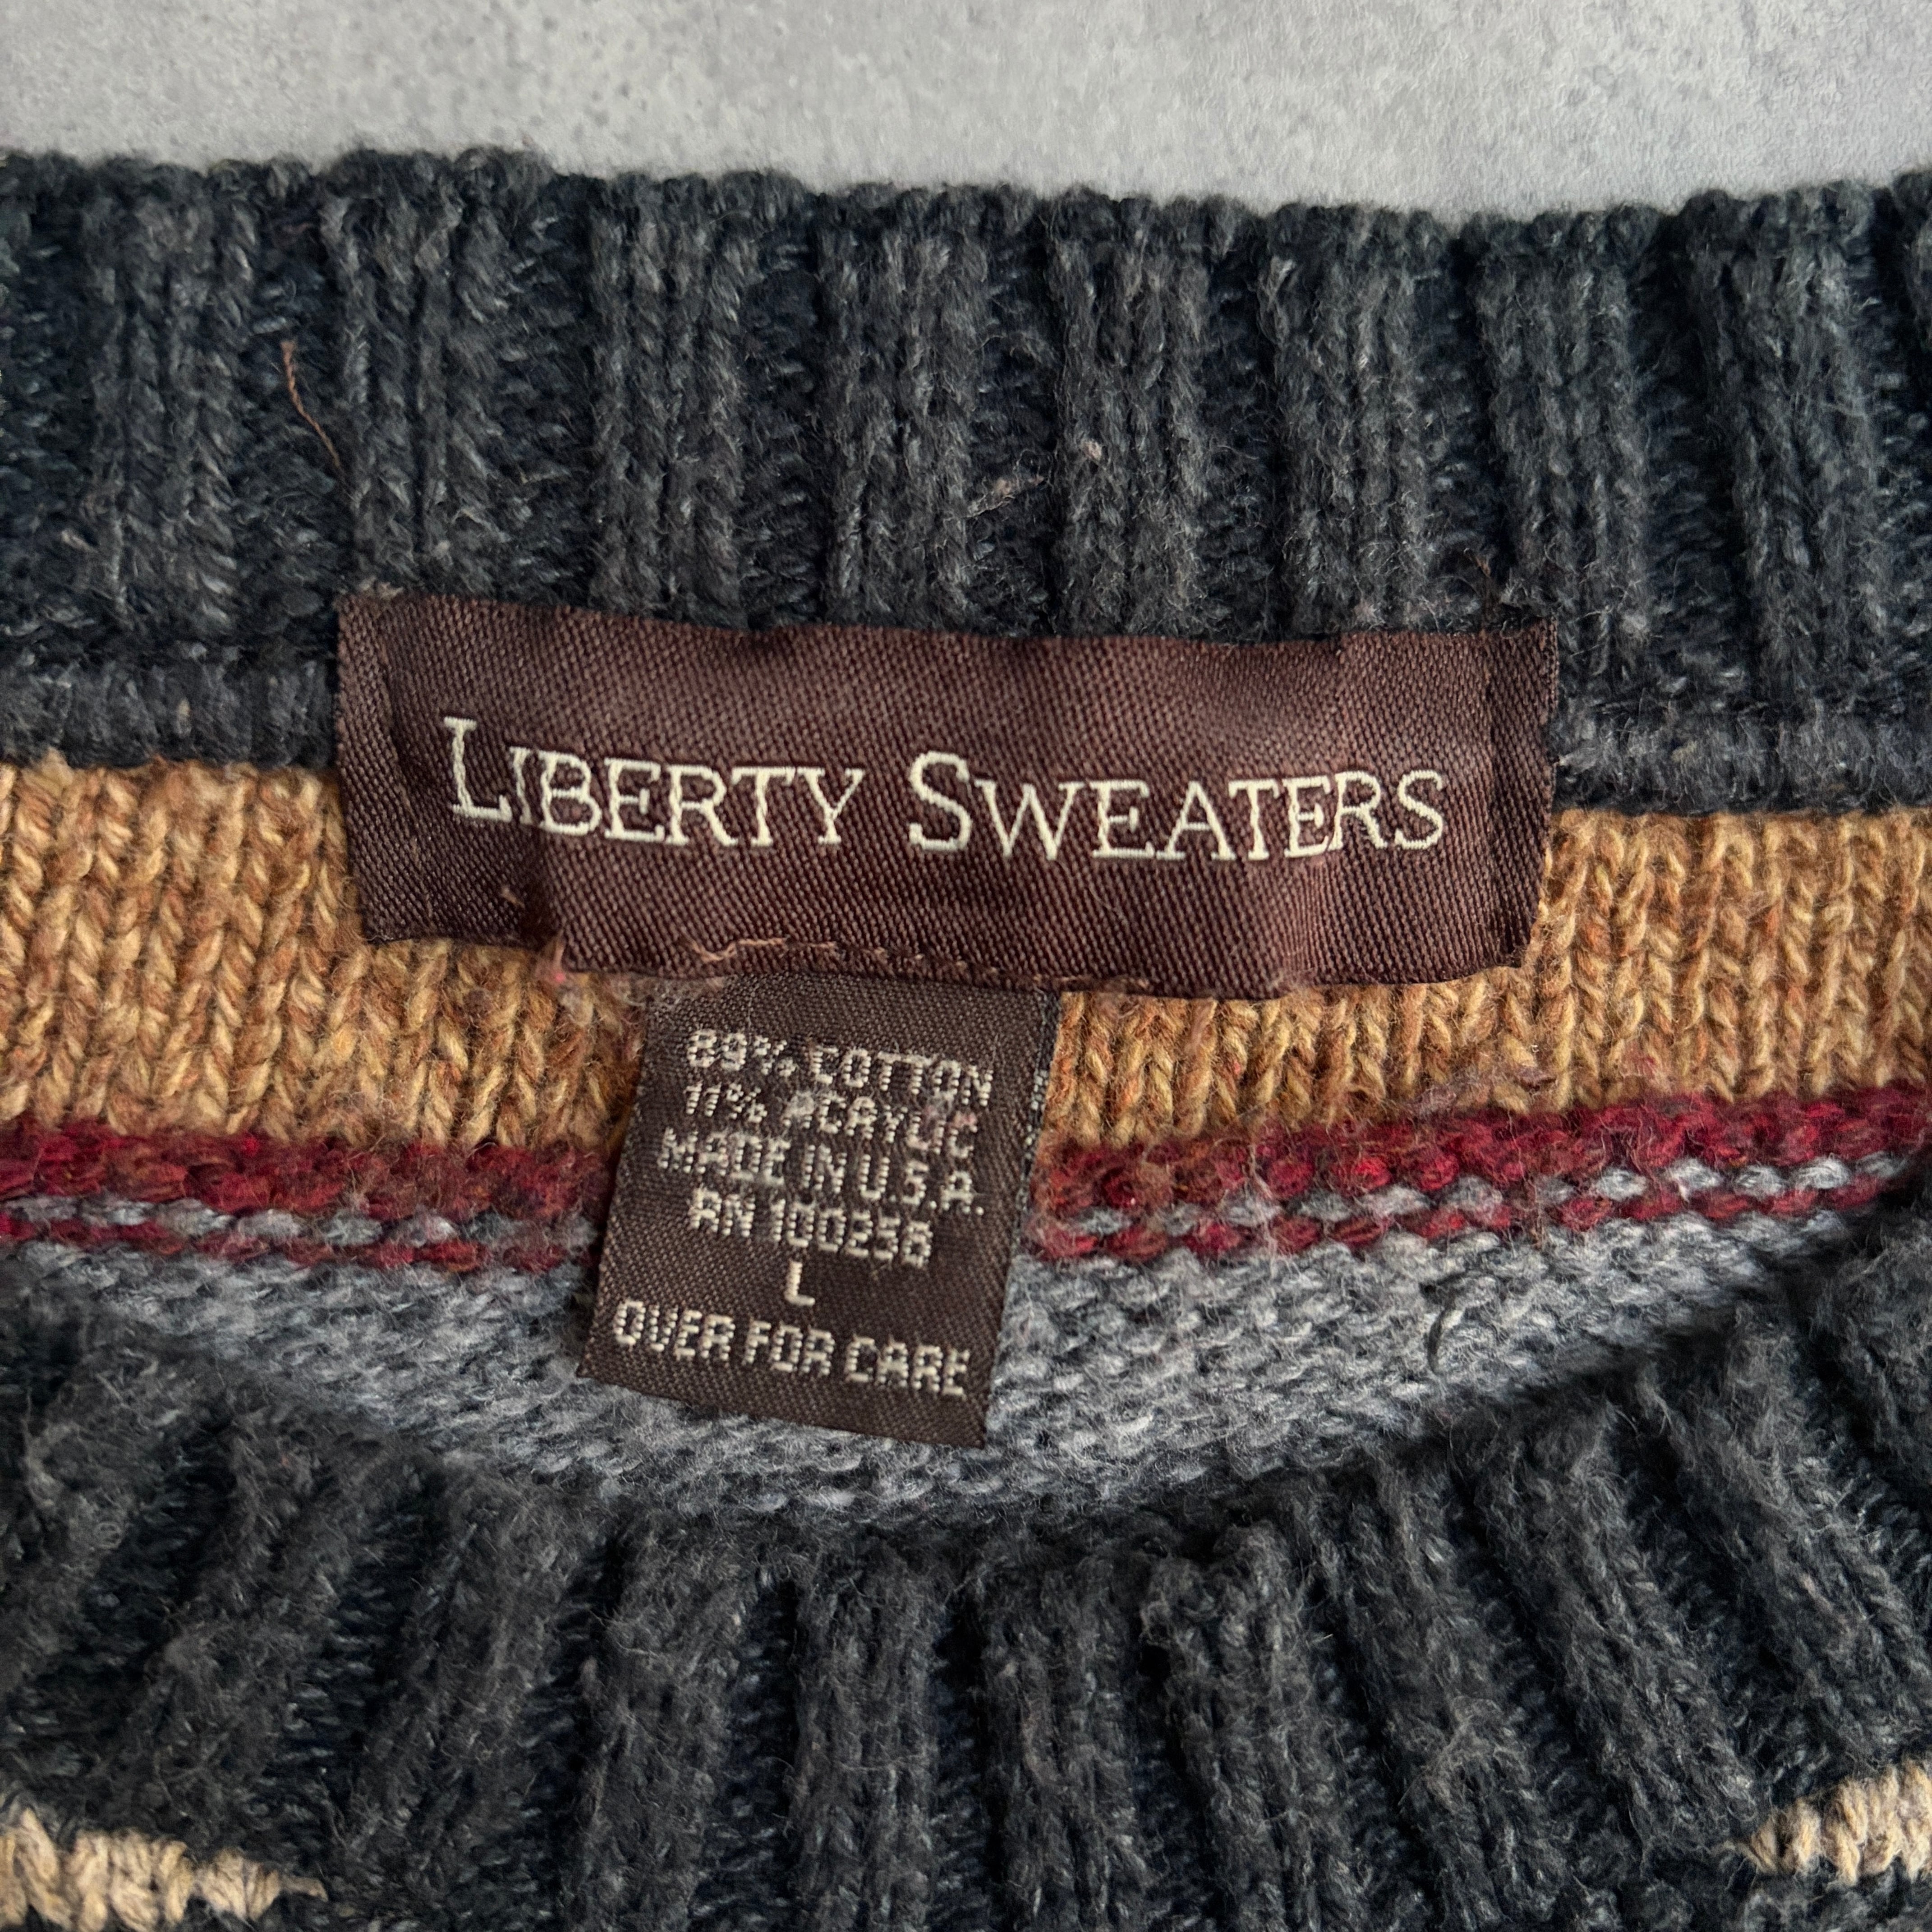 LIBERTY SWEATERS
89% COTTON
11% ACRYLIC
MADE IN U.S.A.
RN 100256
L
OVER FOR CARE